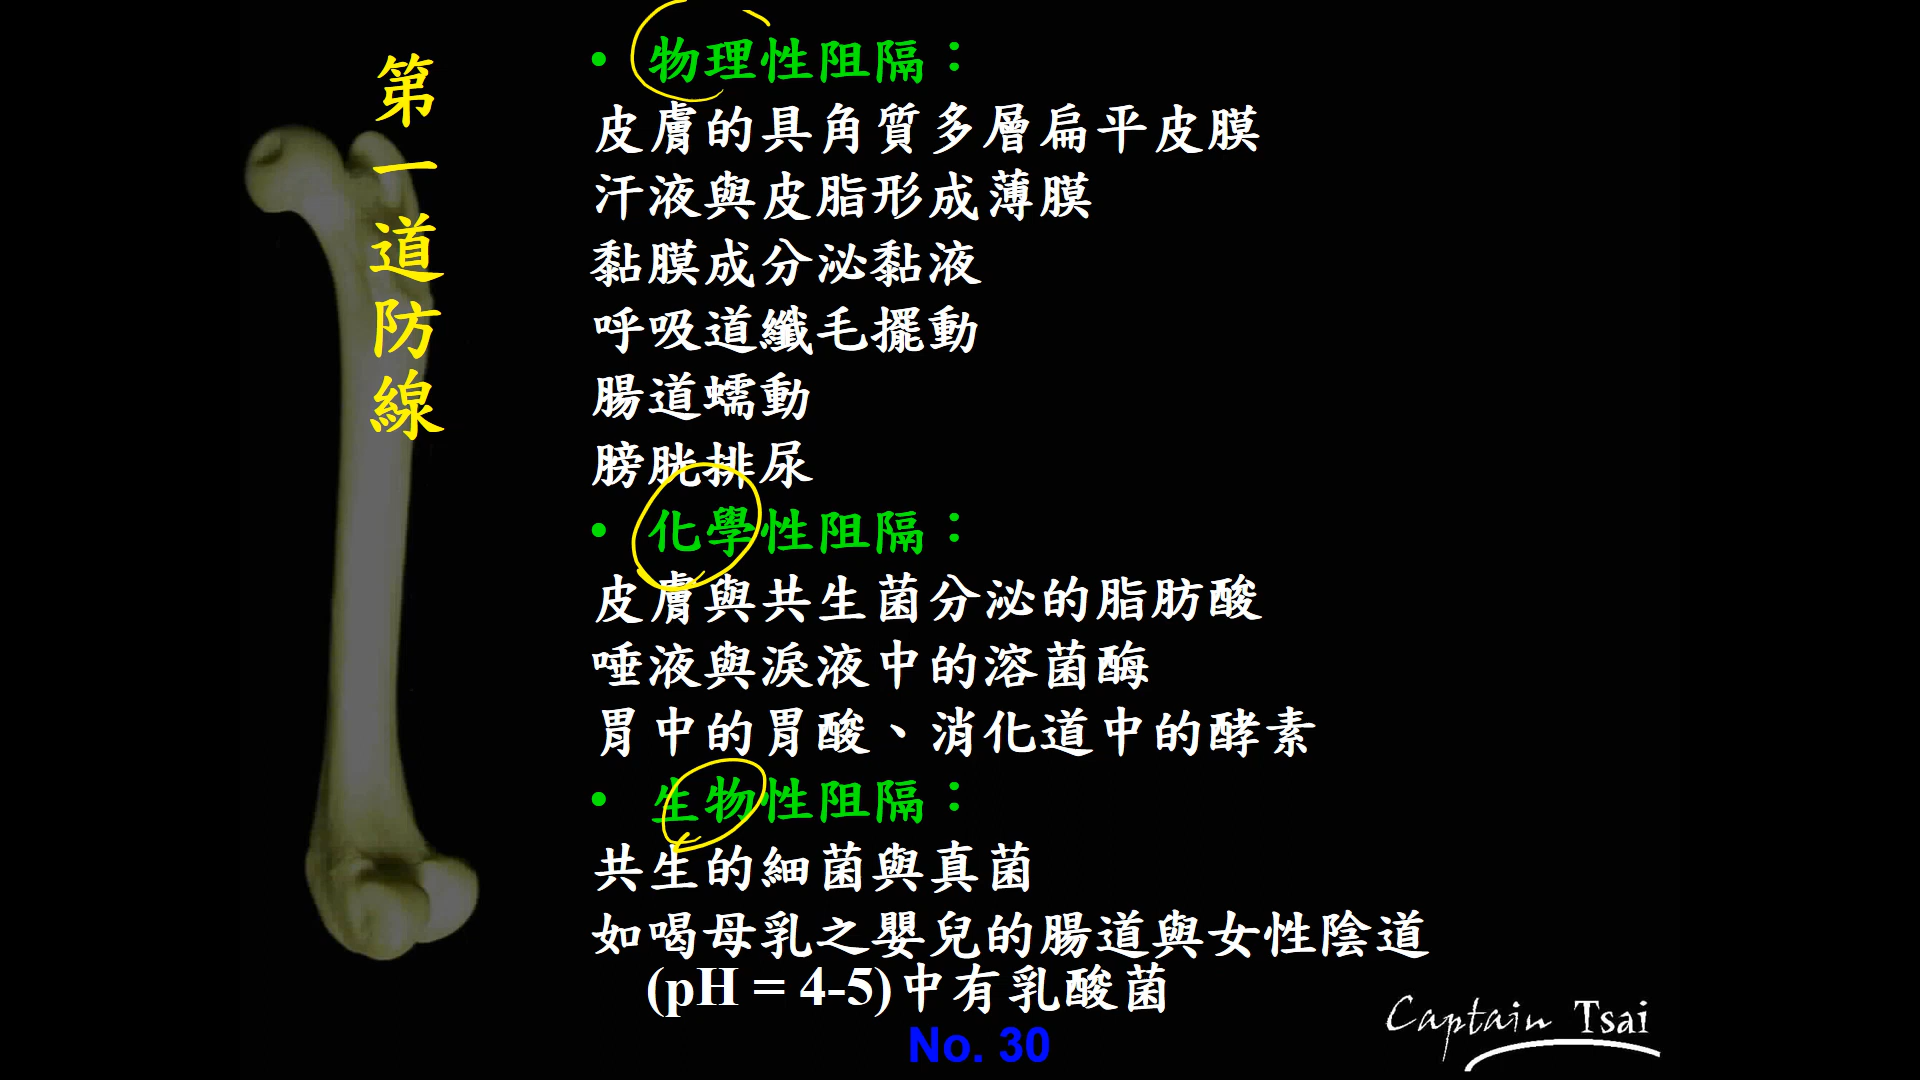 第一道防線
• 物理性阻隔：
皮膚的具角質多層扁平皮膜
汗液與皮脂形成薄膜
黏膜成分泌黏液
呼吸道纖毛擺動
腸道蠕動
膀胱排尿
• 化學性阻隔：
皮膚與共生菌分泌的脂肪酸
唾液與淚液中的溶菌酶
胃中的胃酸、消化道中的酵素
• 生物性阻隔：
共生的細菌與真菌
如喝母乳之嬰兒的腸道與女性陰道
(pH = 4-5)中有乳酸菌
No. 30
Captain Tsai